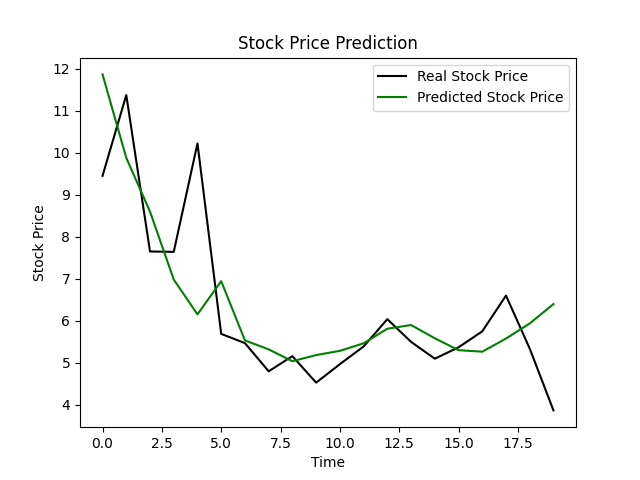 Stock Price Prediction
Real Stock Price
Predicted Stock Price
Stock Price
12
11
10
9
8
7
6
5
4
0.0 2.5 5.0 7.5 10.0 12.5 15.0 17.5
Time